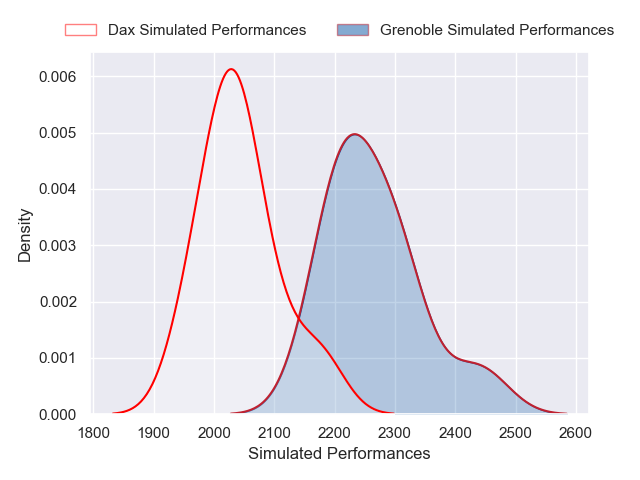 Dax Simulated Performances
Grenoble Simulated Performances
0.006
0.005
0.004
0.003
0.002
0.001
0.000
Density
1800 1900 2000 2100 2200 2300 2400 2500 2600
Simulated Performances